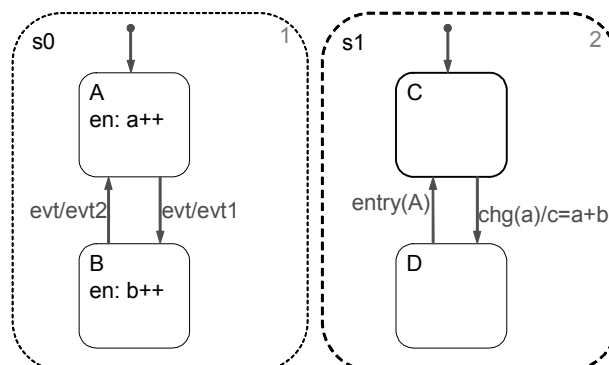 s0
1
A
en: a++
evt/evt2
evt/evt1
B
en: b++
s1
2
C
entry(A)
chg(a)/c=a+b
D